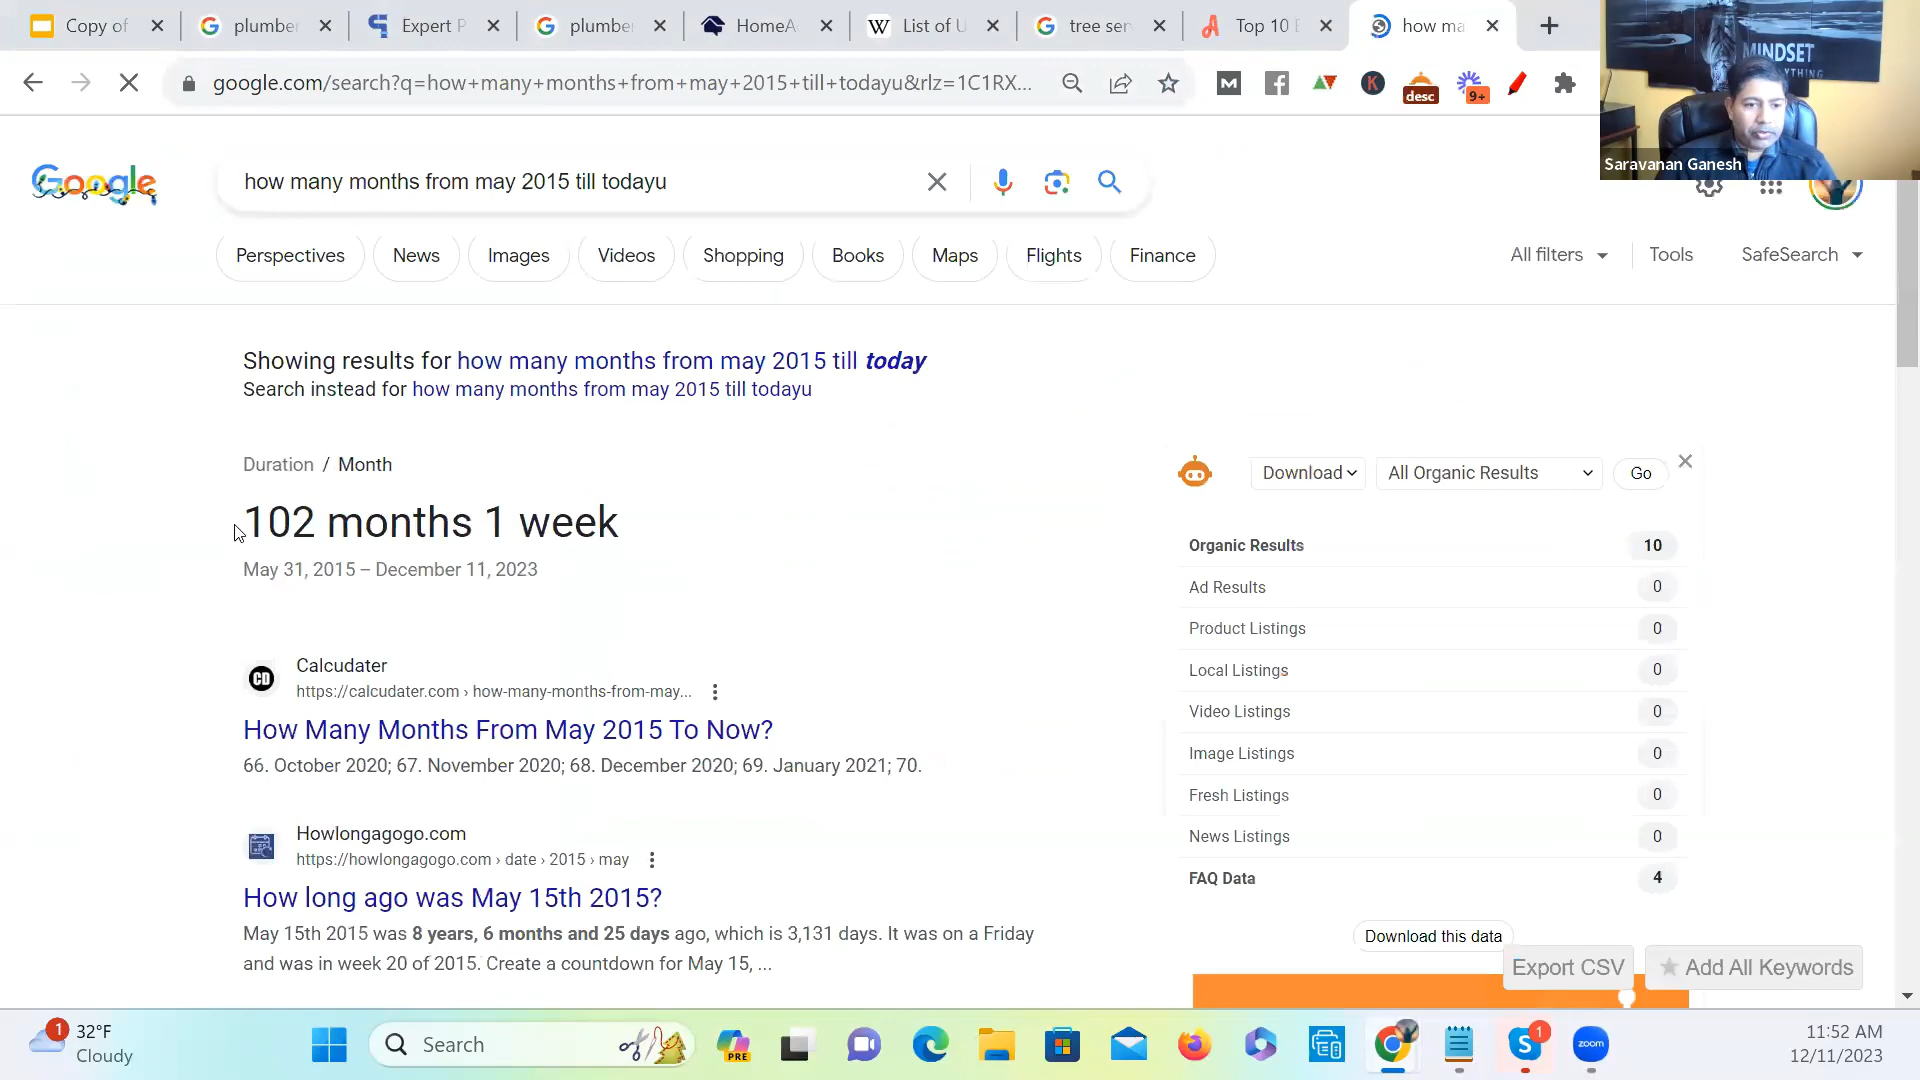 Copy of
plumber
Expert P
plumber
HomeA
List of U
tree ser
Top 10 B
how ma
google.com/search?q=how+many+months+from+may+2015+till+todayu&rlz=1C1RX...
desc
9+
MINDSET
Saravanan Ganesh
Google
how many months from may 2015 till todayu
Perspectives
News
Images
Videos
Shopping
Books
Maps
Flights
Finance
All filters
Tools
SafeSearch
Showing results for how many months from may 2015 till today
Search instead for how many months from may 2015 till todayu
Duration / Month
102 months 1 week
May 31, 2015 – December 11, 2023
Calcudater
https://calcudater.com › how-many-months-from-may...
How Many Months From May 2015 To Now?
66. October 2020; 67. November 2020; 68. December 2020; 69. January 2021; 70.
Howlongagogo.com
https://howlongagogo.com › date › 2015 › may
How long ago was May 15th 2015?
May 15th 2015 was 8 years, 6 months and 25 days ago, which is 3,131 days. It was on a Friday
and was in week 20 of 2015. Create a countdown for May 15, ...
Download
All Organic Results
Go
Organic Results 10
Ad Results 0
Product Listings 0
Local Listings 0
Video Listings 0
Image Listings 0
Fresh Listings 0
News Listings 0
FAQ Data 4
Download this data
Export CSV
Add All Keywords
1
32°F
Cloudy
Search
PRE
1
zoom
11:52 AM
12/11/2023